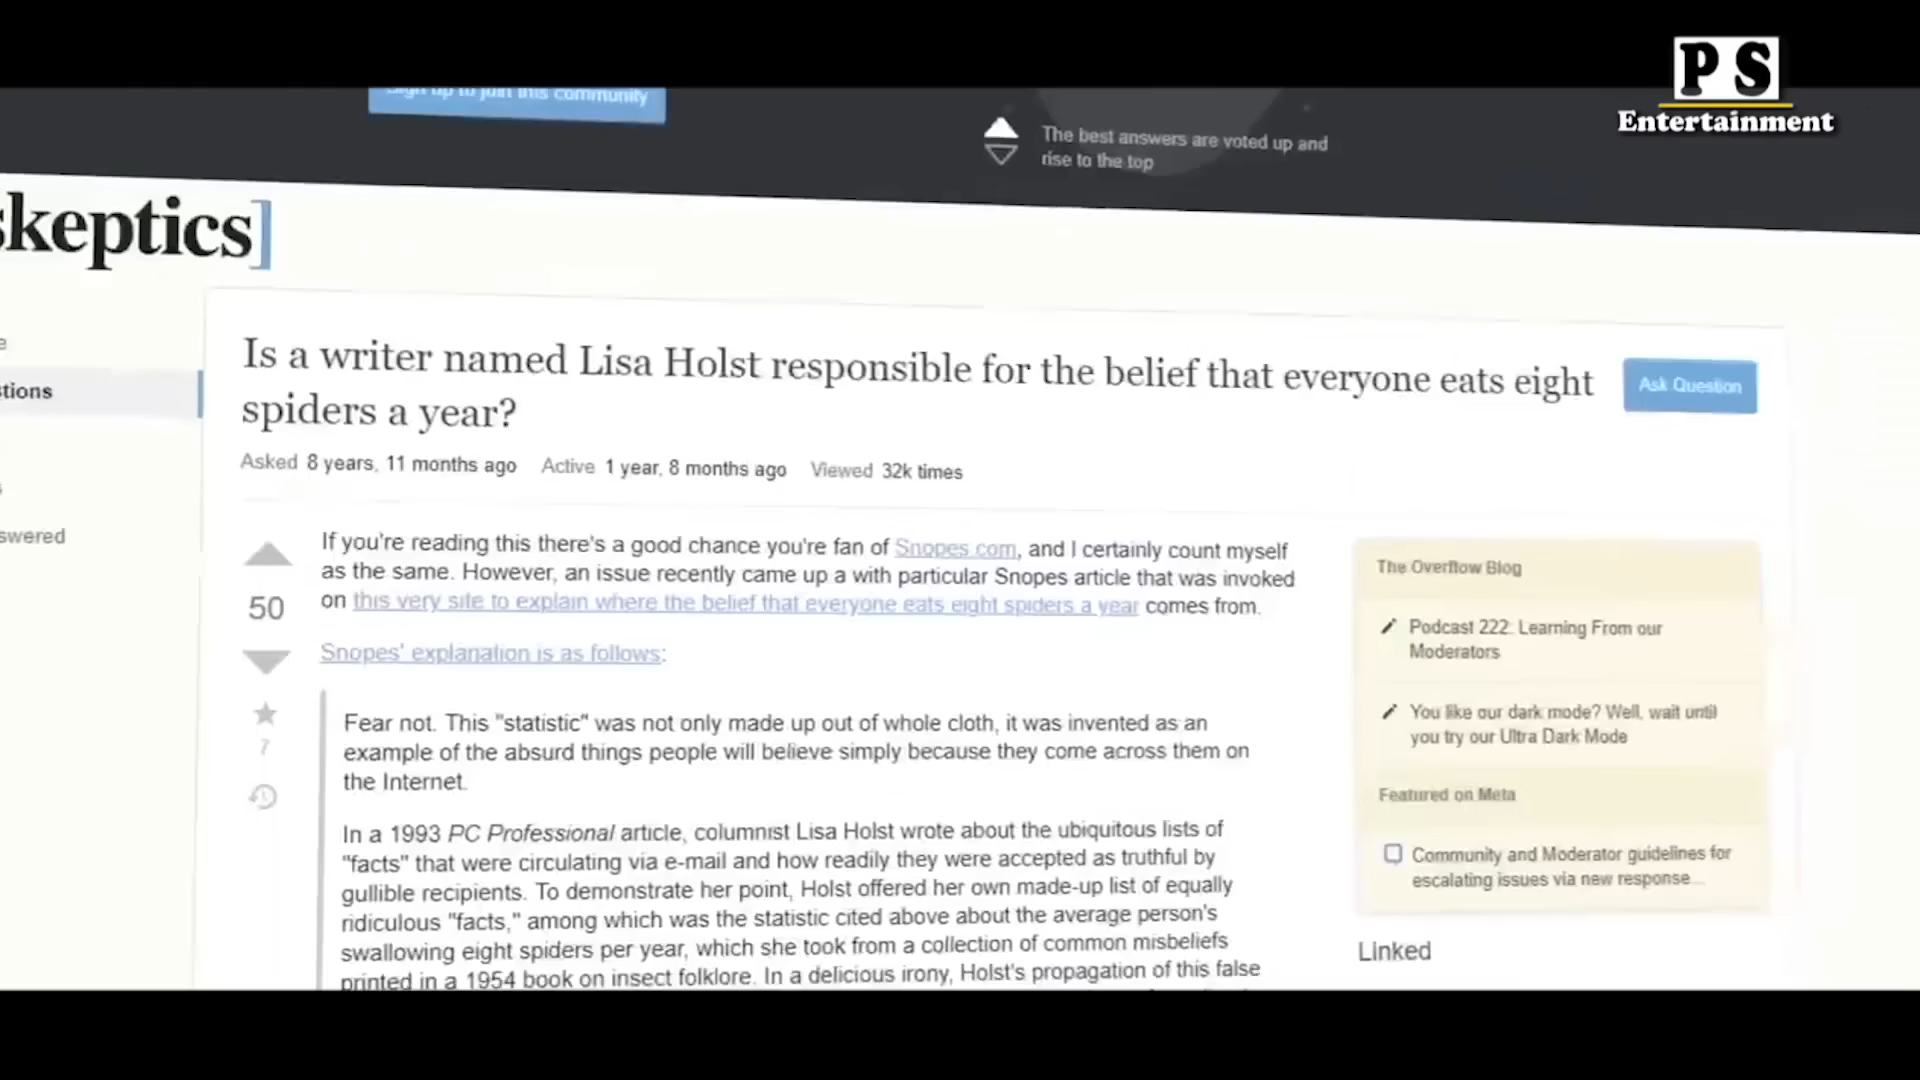 P S
Entertainment
Sign up to join this community
The best answers are voted up and
rise to the top
skeptics]
Is a writer named Lisa Holst responsible for the belief that everyone eats eight
spiders a year?
Ask Question
tions
Asked 8 years, 11 months ago Active 1 year, 8 months ago Viewed 32k times
swered
If you're reading this there's a good chance you're fan of Snopes.com, and I certainly count myself
as the same. However, an issue recently came up a with particular Snopes article that was invoked
on this very site to explain where the belief that everyone eats eight spiders a year comes from.
50
Snopes' explanation is as follows:
7
Fear not. This "statistic" was not only made up out of whole cloth, it was invented as an
example of the absurd things people will believe simply because they come across them on
the Internet.
In a 1993 PC Professional article, columnist Lisa Holst wrote about the ubiquitous lists of
"facts" that were circulating via e-mail and how readily they were accepted as truthful by
gullible recipients. To demonstrate her point, Holst offered her own made-up list of equally
ridiculous "facts," among which was the statistic cited above about the average person's
swallowing eight spiders per year, which she took from a collection of common misbeliefs
printed in a 1954 book on insect folklore. In a delicious irony, Holst's propagation of this false
The Overflow Blog
Podcast 222: Learning From our
Moderators
You like our dark mode? Well, wait until
you try our Ultra Dark Mode
Featured on Meta
Community and Moderator guidelines for
escalating issues via new response...
Linked